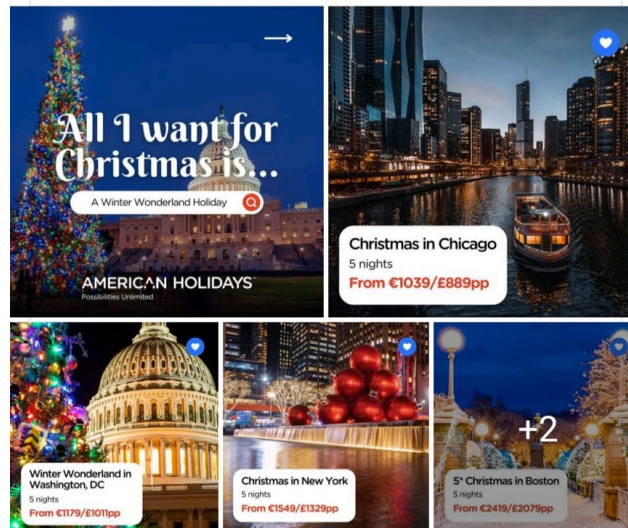 All I want for
Christmas is...
A Winter Wonderland Holiday
AMERICAN HOLIDAYS
Possibilities Unlimited.
Christmas in Chicago
5 nights
From €1039/£889pp
Winter Wonderland in
Washington, DC
5 nights
From €1179/£1011pp
Christmas in New York
5 nights
From €1549/£1329pp
+2
5* Christmas in Boston
5 nights
From €2419/£2079pp